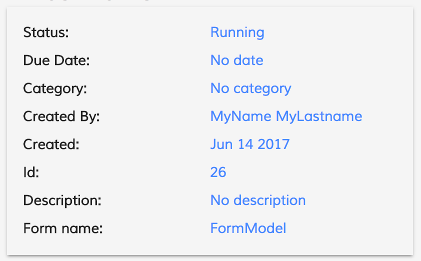 Status: Running
Due Date: No date
Category: No category
Created By: MyName MyLastname
Created: Jun 14 2017
Id: 26
Description: No description
Form name: FormModel